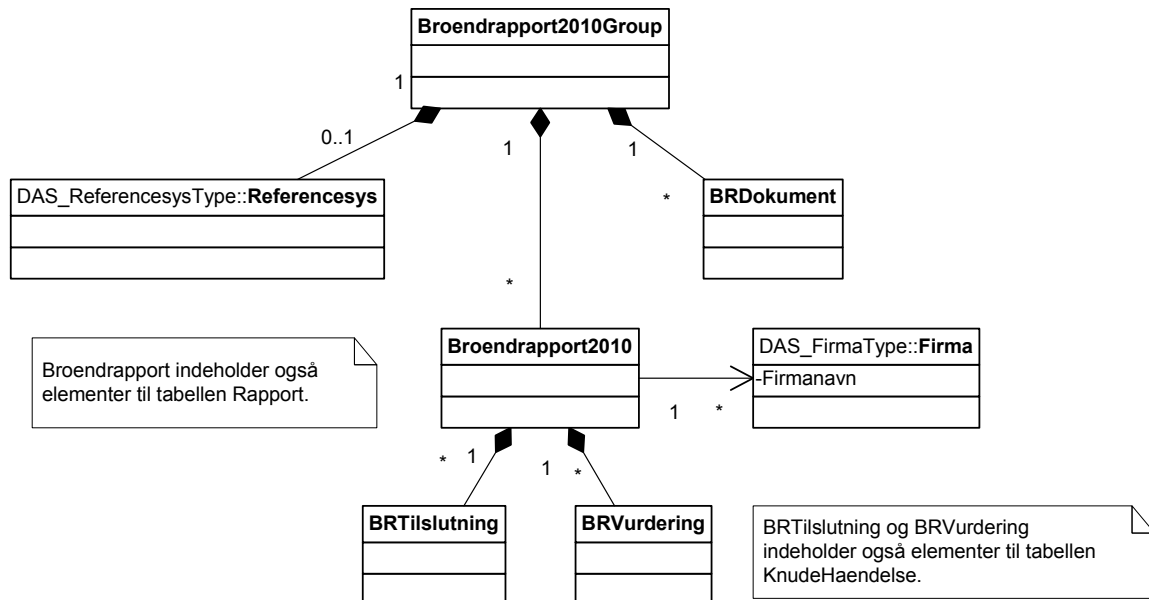 Broendrapport2010Group
1
0..1
1
1
DAS_ReferencesysType::Referencesys
*
BRDokument
*
Broendrapport indeholder også
elementer til tabellen Rapport.
Broendrapport2010
DAS_FirmaType::Firma
-Firmanavn
1
*
*
1
1
*
BRTilslutning
BRVurdering
BRTilslutning og BRVurdering
indeholder også elementer til tabellen
KnudeHaendelse.